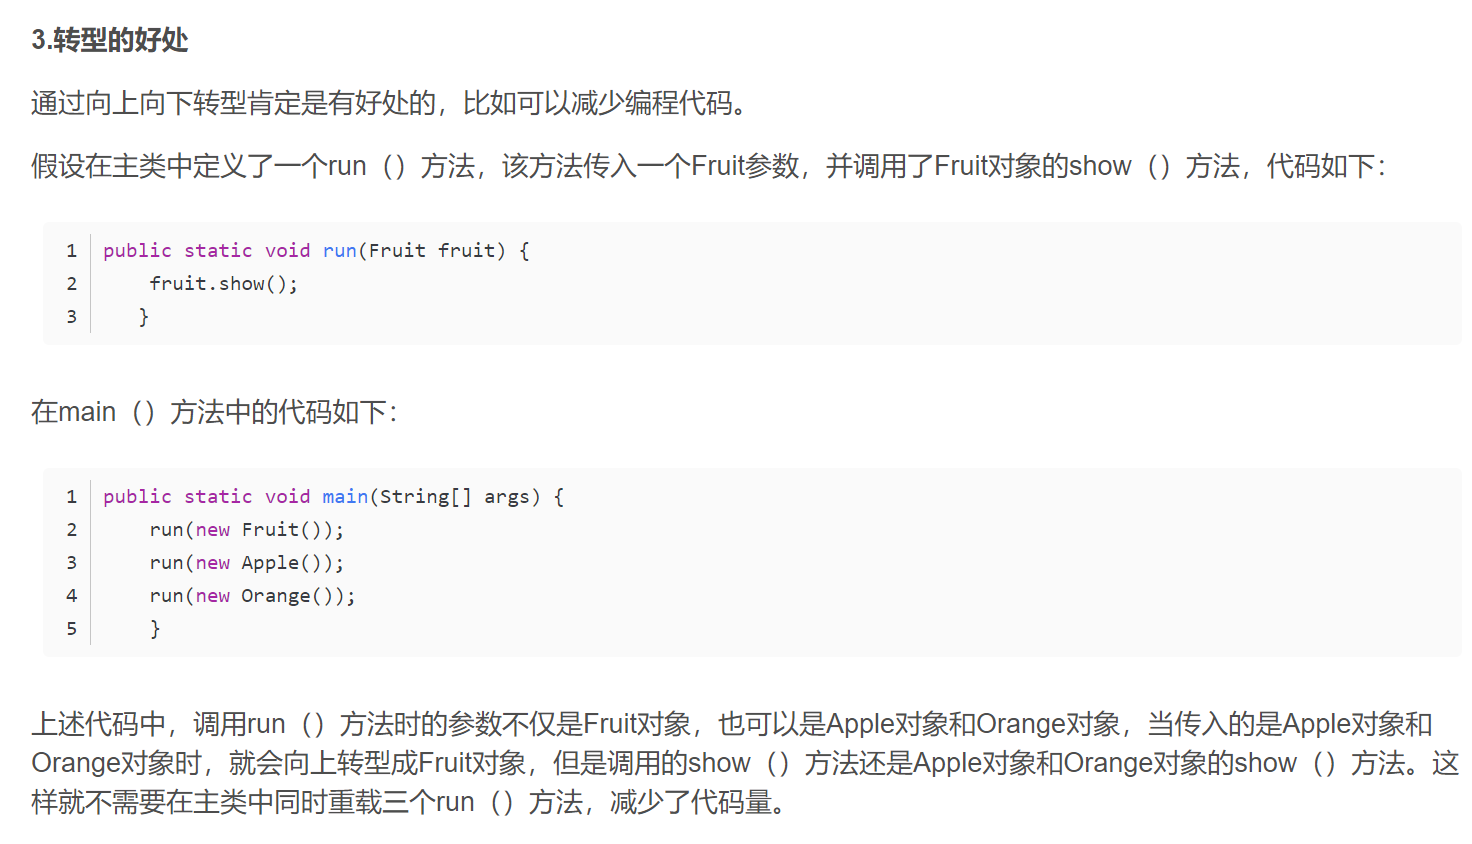 3.转型的好处
通过向上向下转型肯定是有好处的，比如可以减少编程代码。
假设在主类中定义了一个run（）方法，该方法传入一个Fruit参数，并调用了Fruit对象的show（）方法，代码如下：
1 public static void run(Fruit fruit) {
2     fruit.show();
3    }
在main（）方法中的代码如下：
1 public static void main(String[] args) {
2     run(new Fruit());
3     run(new Apple());
4     run(new Orange());
5     }
上述代码中，调用run（）方法时的参数不仅是Fruit对象，也可以是Apple对象和Orange对象，当传入的是Apple对象和
Orange对象时，就会向上转型成Fruit对象，但是调用的show（）方法还是Apple对象和Orange对象的show（）方法。这
样就不需要在主类中同时重载三个run（）方法，减少了代码量。